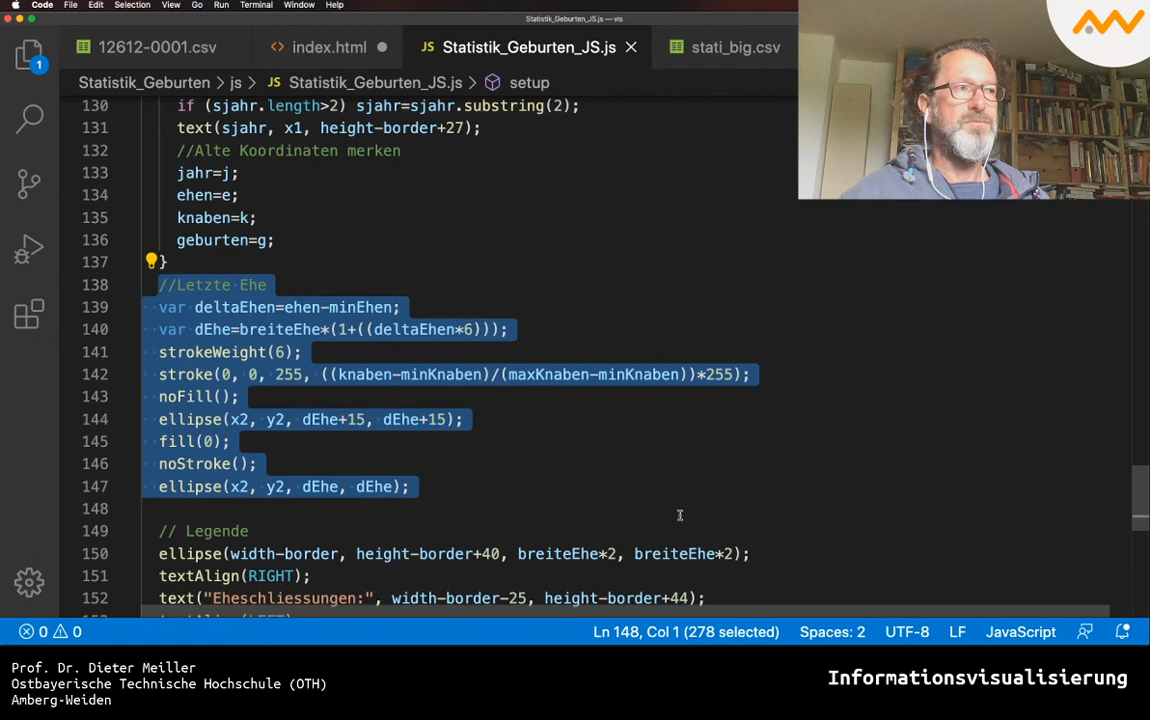 Code File Edit Selection View Go Run Terminal Window Help
Statistik_Geburten_JS.js — vis
12612-0001.csv index.html Statistik_Geburten_JS.js stati_big.csv
Statistik_Geburten > js > Statistik_Geburten_JS.js > setup
1
130 if (sjahr.length>2) sjahr=sjahr.substring(2);
131 text(sjahr, x1, height-border+27);
132 //Alte Koordinaten merken
133 jahr=j;
134 ehen=e;
135 knaben=k;
136 geburten=g;
137 }
138 //Letzte Ehe
139 var deltaEhen=ehen-minEhen;
140 var dEhe=breiteEhe*(1+((deltaEhen*6)));
141 strokeWeight(6);
142 stroke(0, 0, 255, ((knaben-minKnaben)/(maxKnaben-minKnaben))*255);
143 noFill();
144 ellipse(x2, y2, dEhe+15, dEhe+15);
145 fill(0);
146 noStroke();
147 ellipse(x2, y2, dEhe, dEhe);
148
149 // Legende
150 ellipse(width-border, height-border+40, breiteEhe*2, breiteEhe*2);
151 textAlign(RIGHT);
152 text("Eheschliessungen:", width-border-25, height-border+44);
0 0 Ln 148, Col 1 (278 selected) Spaces: 2 UTF-8 LF JavaScript
Prof. Dr. Dieter Meiller
Ostbayerische Technische Hochschule (OTH)
Amberg-Weiden
Informationsvisualisierung